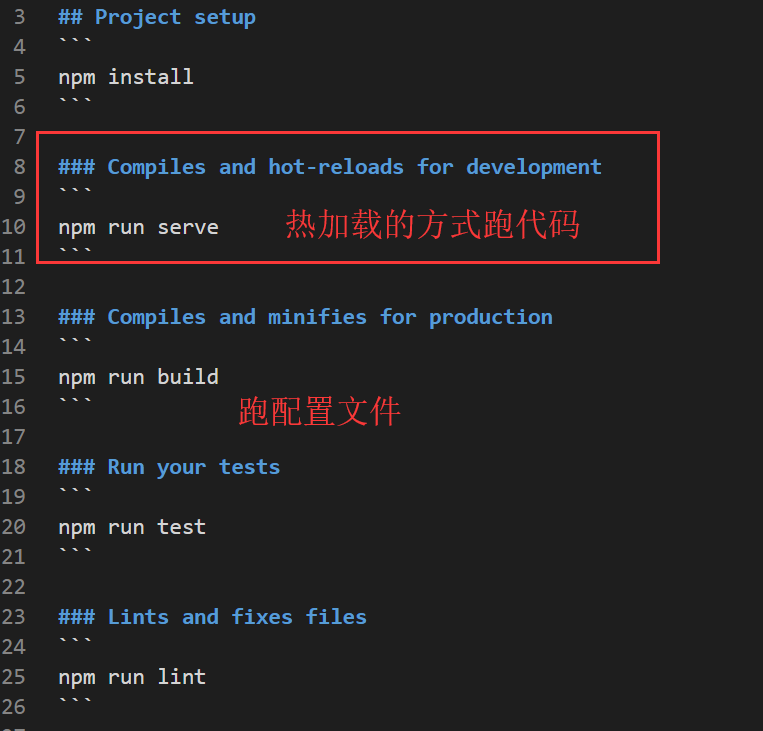 3 ## Project setup
4 ```
5 npm install
6 ```
7
8 ### Compiles and hot-reloads for development
9 ```
10 npm run serve 热加载的方式跑代码
11 ```
12
13 ### Compiles and minifies for production
14 ```
15 npm run build
16 ``` 跑配置文件
17
18 ### Run your tests
19 ```
20 npm run test
21 ```
22
23 ### Lints and fixes files
24 ```
25 npm run lint
26 ```